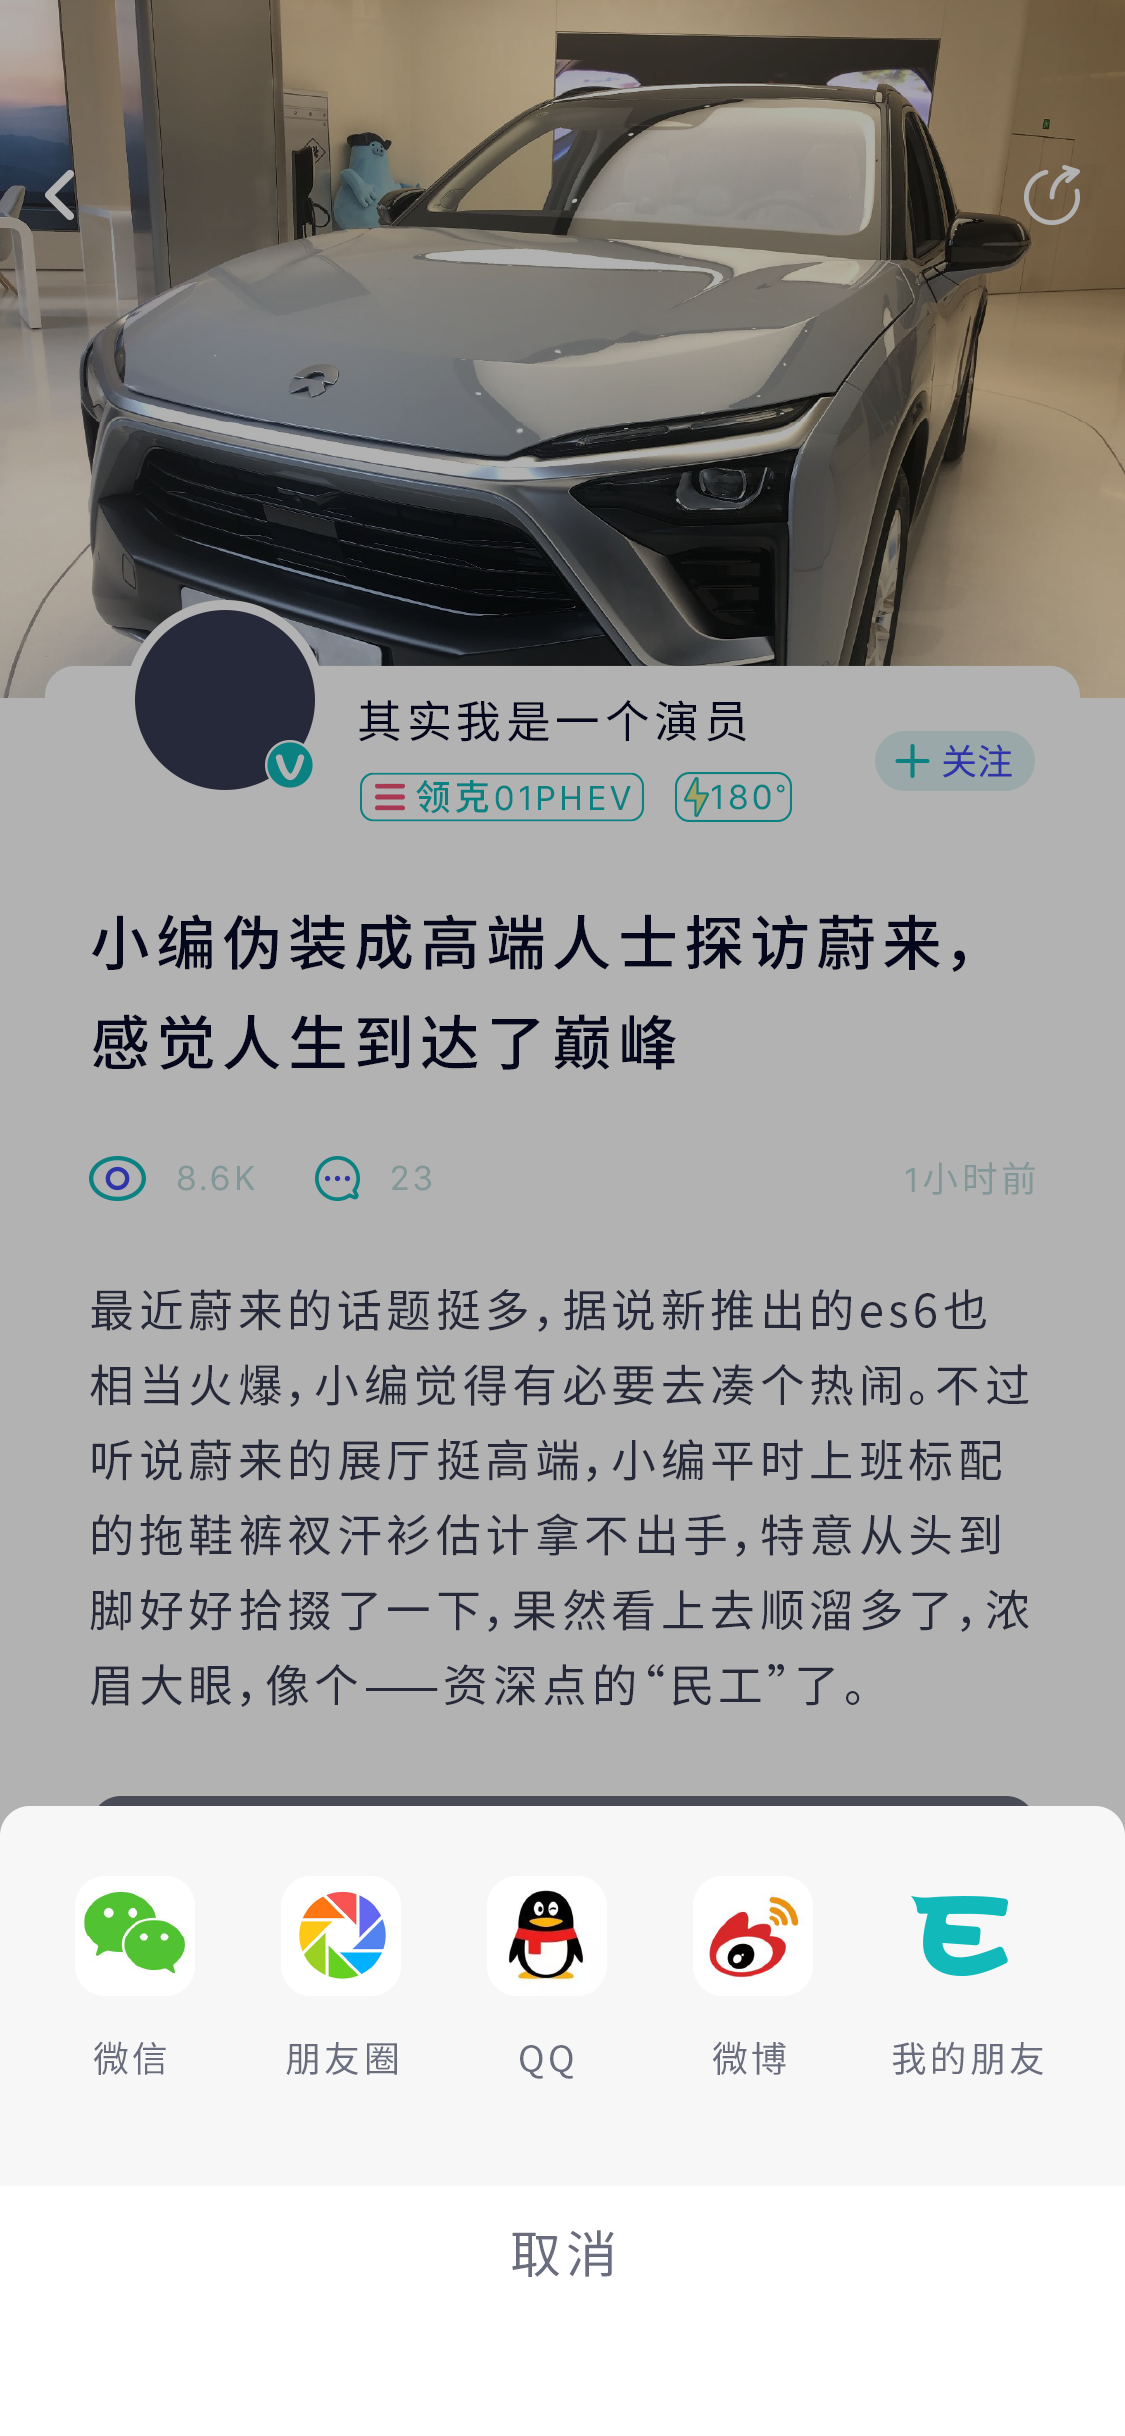 其实我是一个演员
关注
领克01PHEV
180°
小编伪装成高端人士探访蔚来，
感觉人生到达了巅峰
8.6K
23
1小时前
最近蔚来的话题挺多，据说新推出的es6也
相当火爆，小编觉得有必要去凑个热闹。不过
听说蔚来的展厅挺高端，小编平时上班标配
的拖鞋裤衩汗衫估计拿不出手，特意从头到
脚好好拾掇了一下，果然看上去顺溜多了，浓
眉大眼，像个——资深点的“民工”了。
微信
朋友圈
QQ
微博
我的朋友
取消